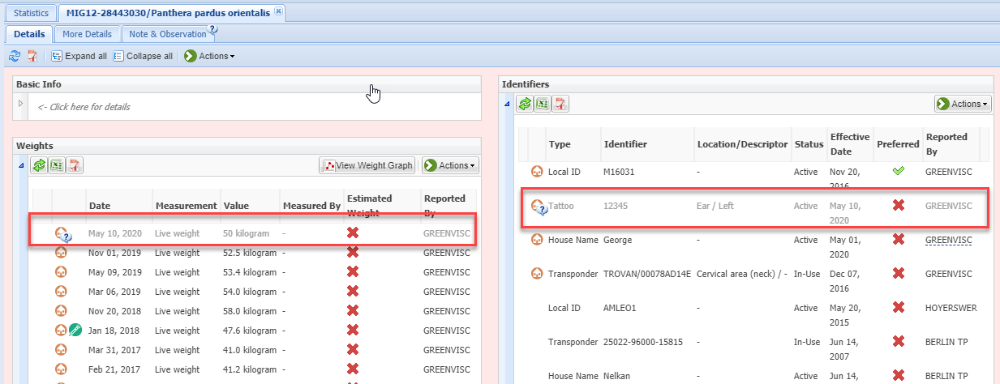 Statistics MIG12-28443030/Panthera pardus orientalis
Details More Details Note & Observation ?
Expand all Collapse all Actions
Basic Info
<- Click here for details
Weights
View Weight Graph Actions
Date Measurement Value Measured By Estimated Weight Reported By
? May 10, 2020 Live weight 50 kilogram - GREENVISC
Nov 01, 2019 Live weight 52.5 kilogram - GREENVISC
May 09, 2019 Live weight 53.4 kilogram - GREENVISC
Mar 06, 2019 Live weight 54.0 kilogram - GREENVISC
Nov 20, 2018 Live weight 58.0 kilogram - GREENVISC
Jan 18, 2018 Live weight 47.6 kilogram - GREENVISC
Mar 31, 2017 Live weight 41.0 kilogram - GREENVISC
Feb 21, 2017 Live weight 41.2 kilogram - GREENVISC
Identifiers
Actions
Type Identifier Location/Descriptor Status Effective Date Preferred Reported By
Local ID M16031 - Active Nov 20, 2016 GREENVISC
? Tattoo 12345 Ear / Left Active May 10, 2020 GREENVISC
House Name George - Active May 01, 2020 GREENVISC
Transponder TROVAN/00078AD14E Cervical area (neck) / - In-Use Dec 07, 2016 GREENVISC
Local ID AMLEO1 - Active May 20, 2015 HOYERSWER
Transponder 25022-96000-15815 - In-Use Jun 14, 2007 BERLIN TP
House Name Nelkan - Active Jun 14, BERLIN TP